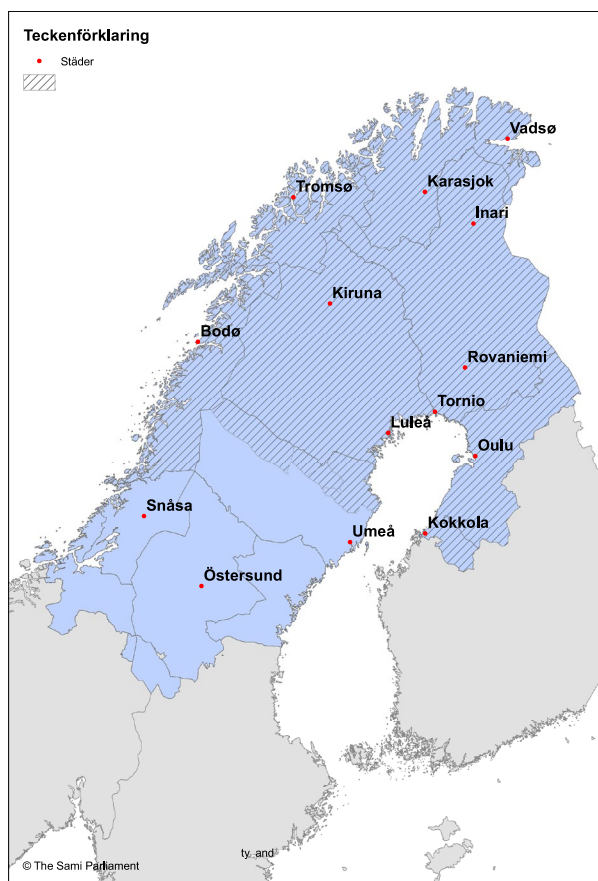 Teckenförklaring
Städer
Vadsø
Tromsø
Karasjok
Inari
Kiruna
Bodø
Rovaniemi
Tornio
Luleå
Oulu
Snåsa
Kokkola
Umeå
Östersund
ty and
© The Sami Parliament